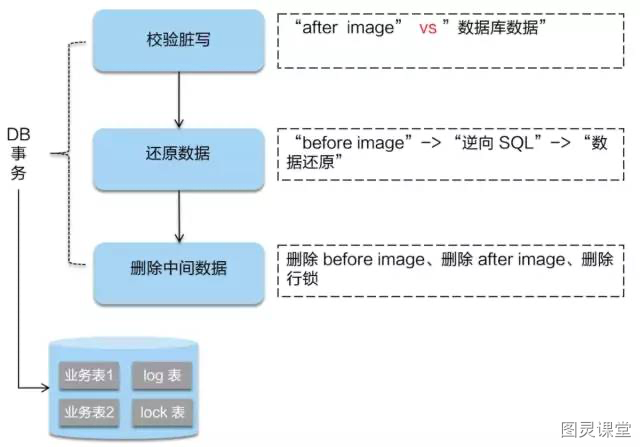 校验脏写
“after image” vs ”数据库数据”
DB
事
务
还原数据
“before image”–> “逆向 SQL”–> “数
据还原”
删除中间数据
删除 before image、删除 after image、删除
行锁
业务表1
log 表
业务表2
lock 表
图灵课堂